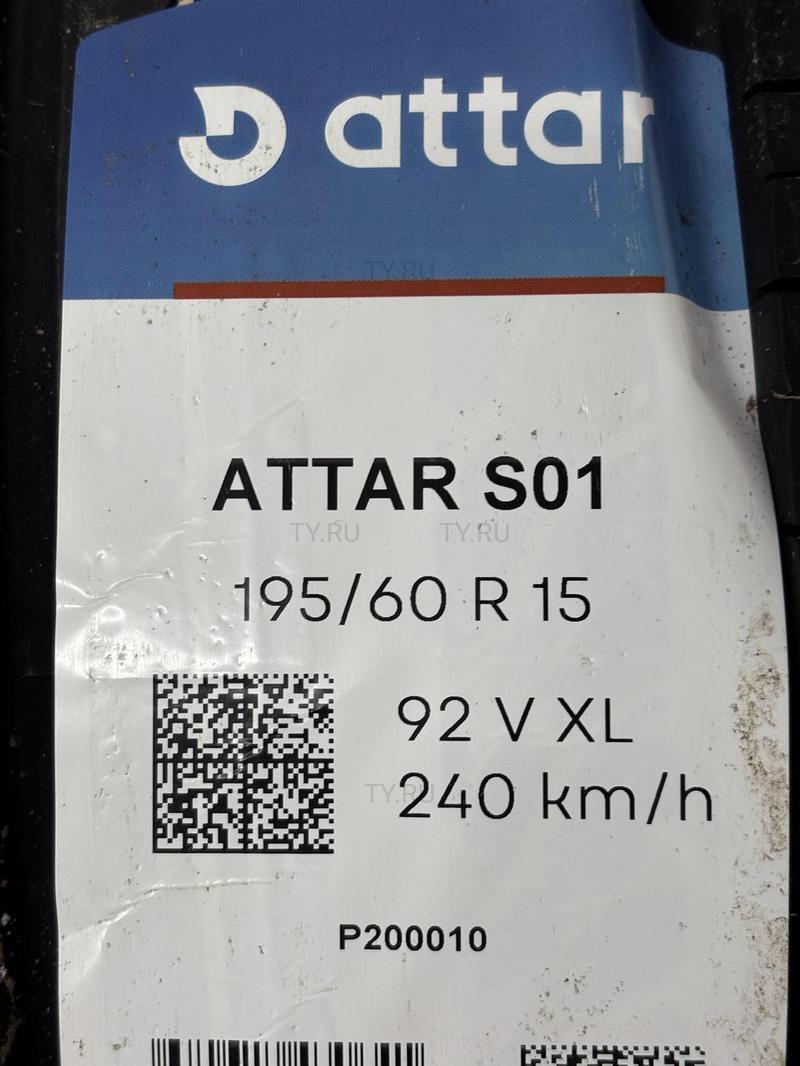 attar
TY.RU
ATTAR S01
TY.RU TY.RU
195/60 R 15
92 V XL
TY.RU
240 km/h
P200010